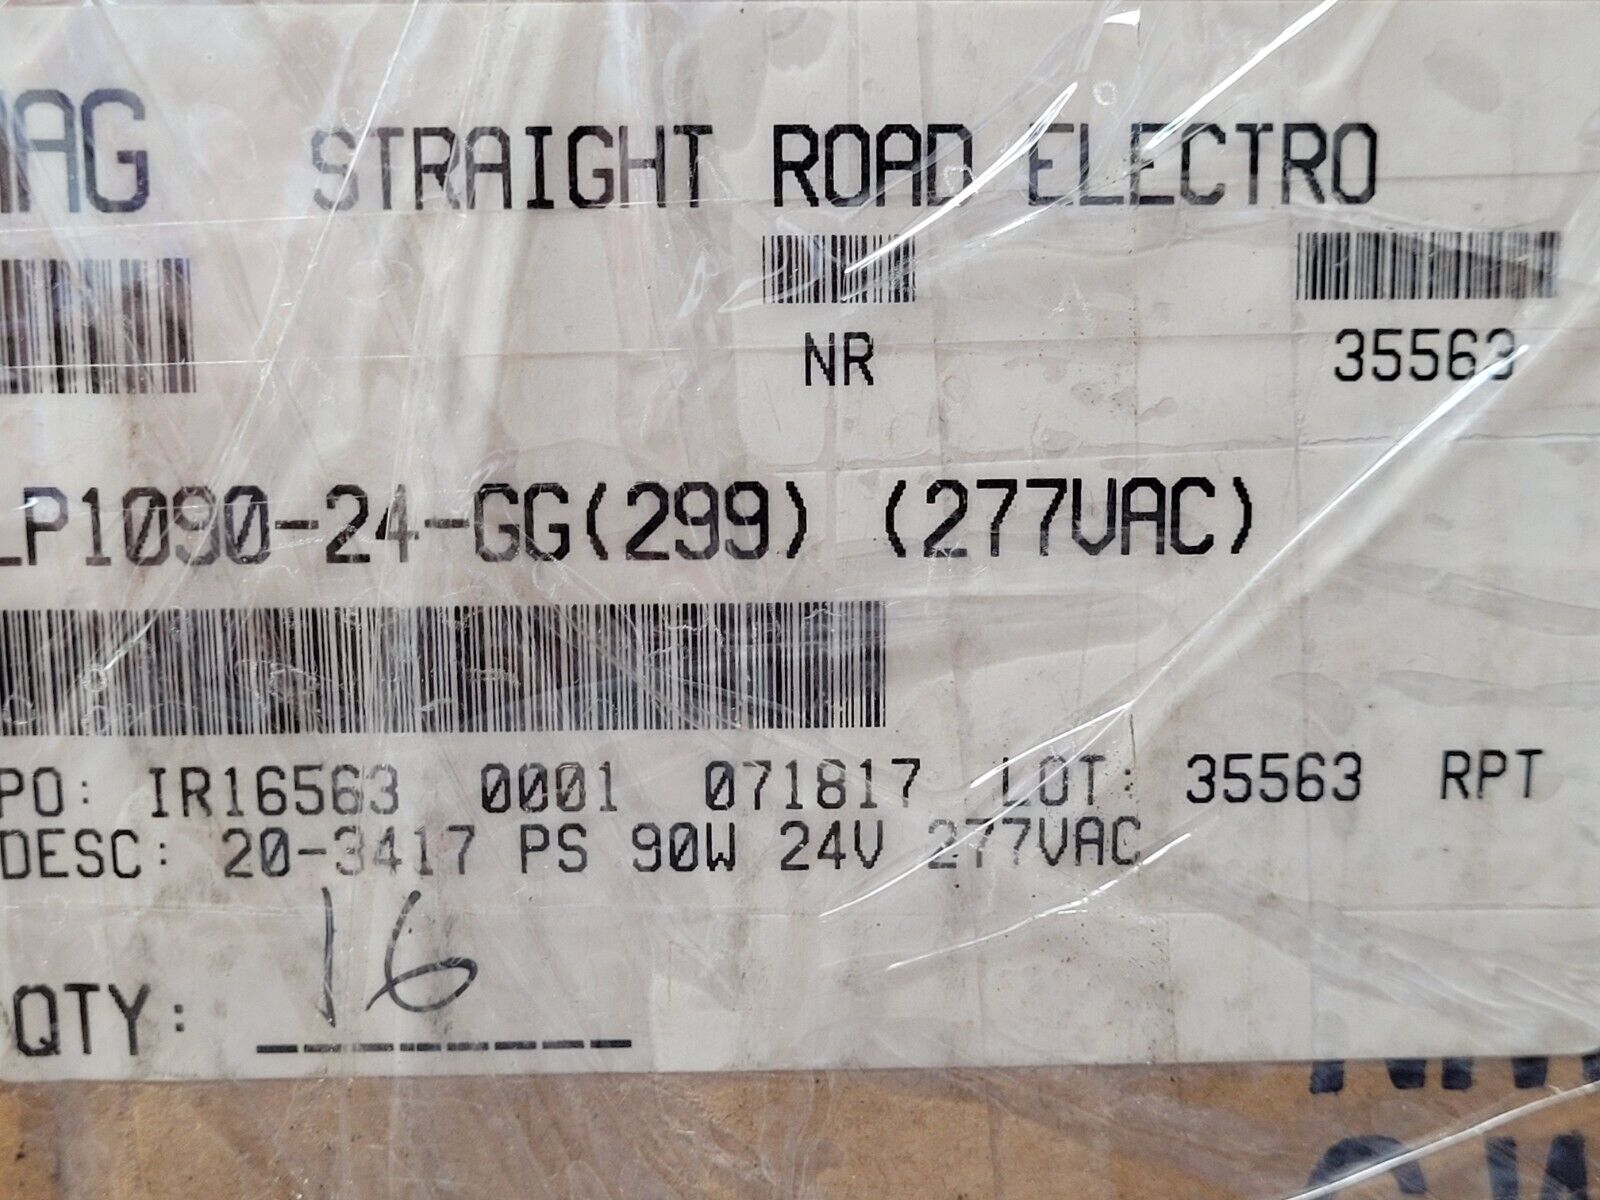 STRAIGHT ROAD ELECTRO
NR 35563
LP1090-24-GG(299) (277VAC)
PO: IR16563 0001 071817 LOT: 35563 RPT
DESC: 20-3417 PS 90W 24V 277VAC
QTY: 16